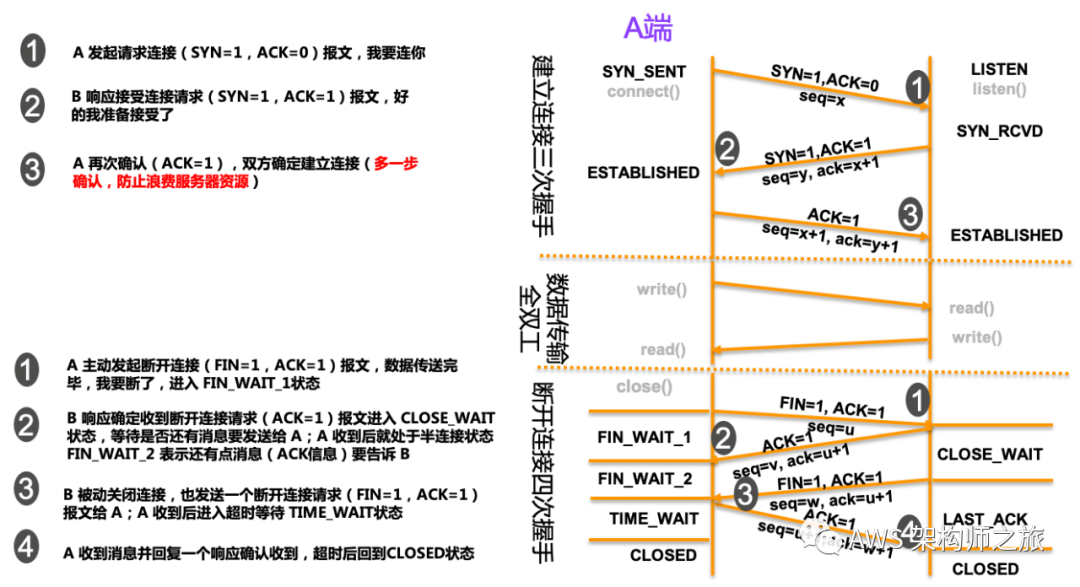 A端
1
A 发起请求连接（SYN=1，ACK=0）报文，我要连你
2
B 响应接受连接请求（SYN=1，ACK=1）报文，好
的我准备接受了
3
A 再次确认（ACK=1），双方确定建立连接（多一步
确认，防止浪费服务器资源）
建立连接三次握手
SYN_SENT
connect()
SYN=1,ACK=0
seq=x
1
LISTEN
listen()
SYN_RCVD
2
SYN=1,ACK=1
seq=y, ack=x+1
ESTABLISHED
ACK=1
seq=x+1, ack=y+1
3
ESTABLISHED
数据传输
全双工
write()
read()
write()
read()
1
A 主动发起断开连接（FIN=1，ACK=1）报文，数据传送完
毕，我要断了，进入 FIN_WAIT_1状态
2
B 响应确定收到断开连接请求（ACK=1）报文进入 CLOSE_WAIT
状态，等待是否还有消息要发送给 A；A 收到后就处于半连接状态
FIN_WAIT_2 表示还有点消息（ACK信息）要告诉 B
3
B 被动关闭连接，也发送一个断开连接请求（FIN=1，ACK=1）
报文给 A；A 收到后进入超时等待 TIME_WAIT状态
4
A 收到消息并回复一个响应确认收到，超时后回到CLOSED状态
断开连接四次挥手
close()
FIN=1, ACK=1
seq=u
1
FIN_WAIT_1
2
ACK=1
seq=v, ack=u+1
CLOSE_WAIT
FIN_WAIT_2
FIN=1, ACK=1
seq=w, ack=u+1
3
TIME_WAIT
ACK=1
4
LAST_ACK
CLOSED
CLOSED
AWS 架构师之旅